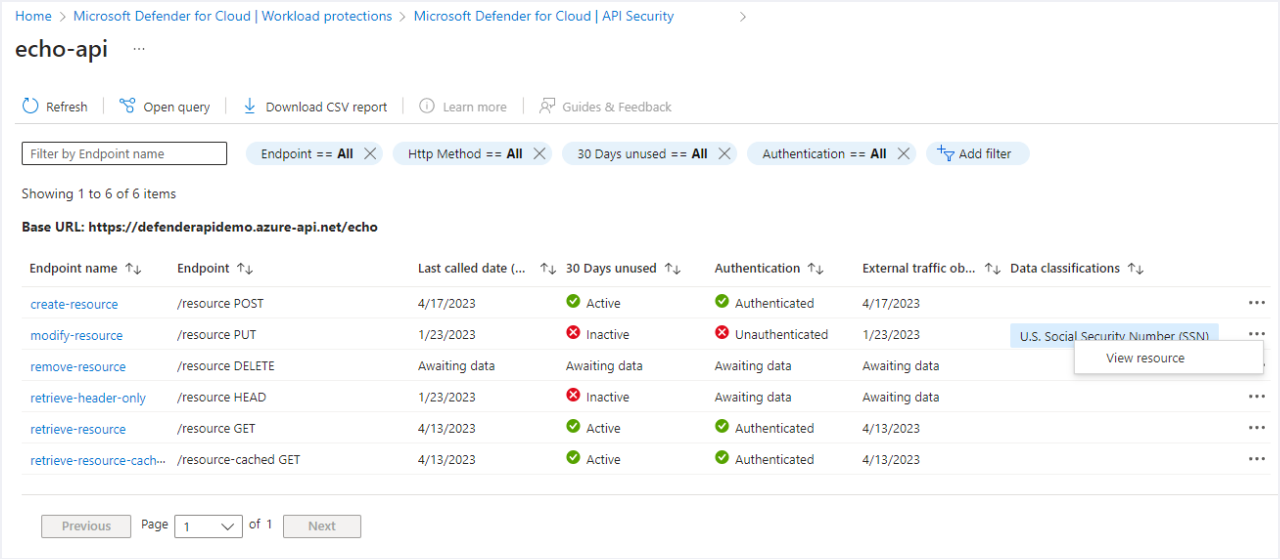 Home > Microsoft Defender for Cloud | Workload protections > Microsoft Defender for Cloud | API Security >
echo-api ...
Refresh Open query Download CSV report Learn more Guides & Feedback
Filter by Endpoint name Endpoint == All Http Method == All 30 Days unused == All Authentication == All Add filter
Showing 1 to 6 of 6 items
Base URL: https://defenderapidemo.azure-api.net/echo
Endpoint name Endpoint Last called date (... 30 Days unused Authentication External traffic ob... Data classifications
create-resource /resource POST 4/17/2023 Active Authenticated 4/17/2023
modify-resource /resource PUT 1/23/2023 Inactive Unauthenticated 1/23/2023 U.S. Social Security Number (SSN)
View resource
remove-resource /resource DELETE Awaiting data Awaiting data Awaiting data Awaiting data
retrieve-header-only /resource HEAD 1/23/2023 Inactive Awaiting data Awaiting data
retrieve-resource /resource GET 4/13/2023 Active Authenticated 4/13/2023
retrieve-resource-cach... /resource-cached GET 4/13/2023 Active Authenticated 4/13/2023
Previous Page 1 of 1 Next